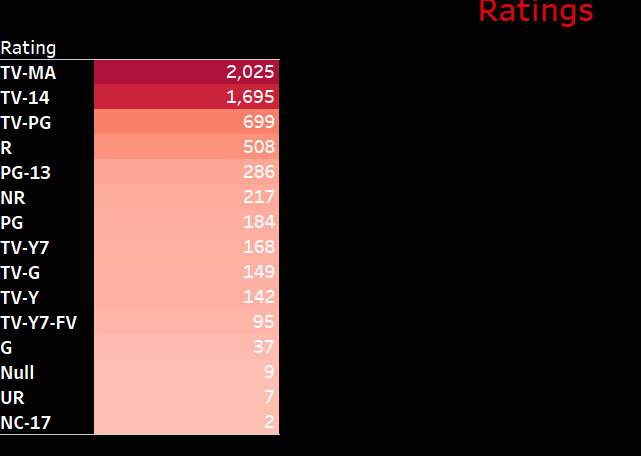 Ratings
Rating
TV-MA 2,025
TV-14 1,695
TV-PG 699
R 508
PG-13 286
NR 217
PG 184
TV-Y7 168
TV-G 149
TV-Y 142
TV-Y7-FV 95
G 37
Null 9
UR 7
NC-17 2